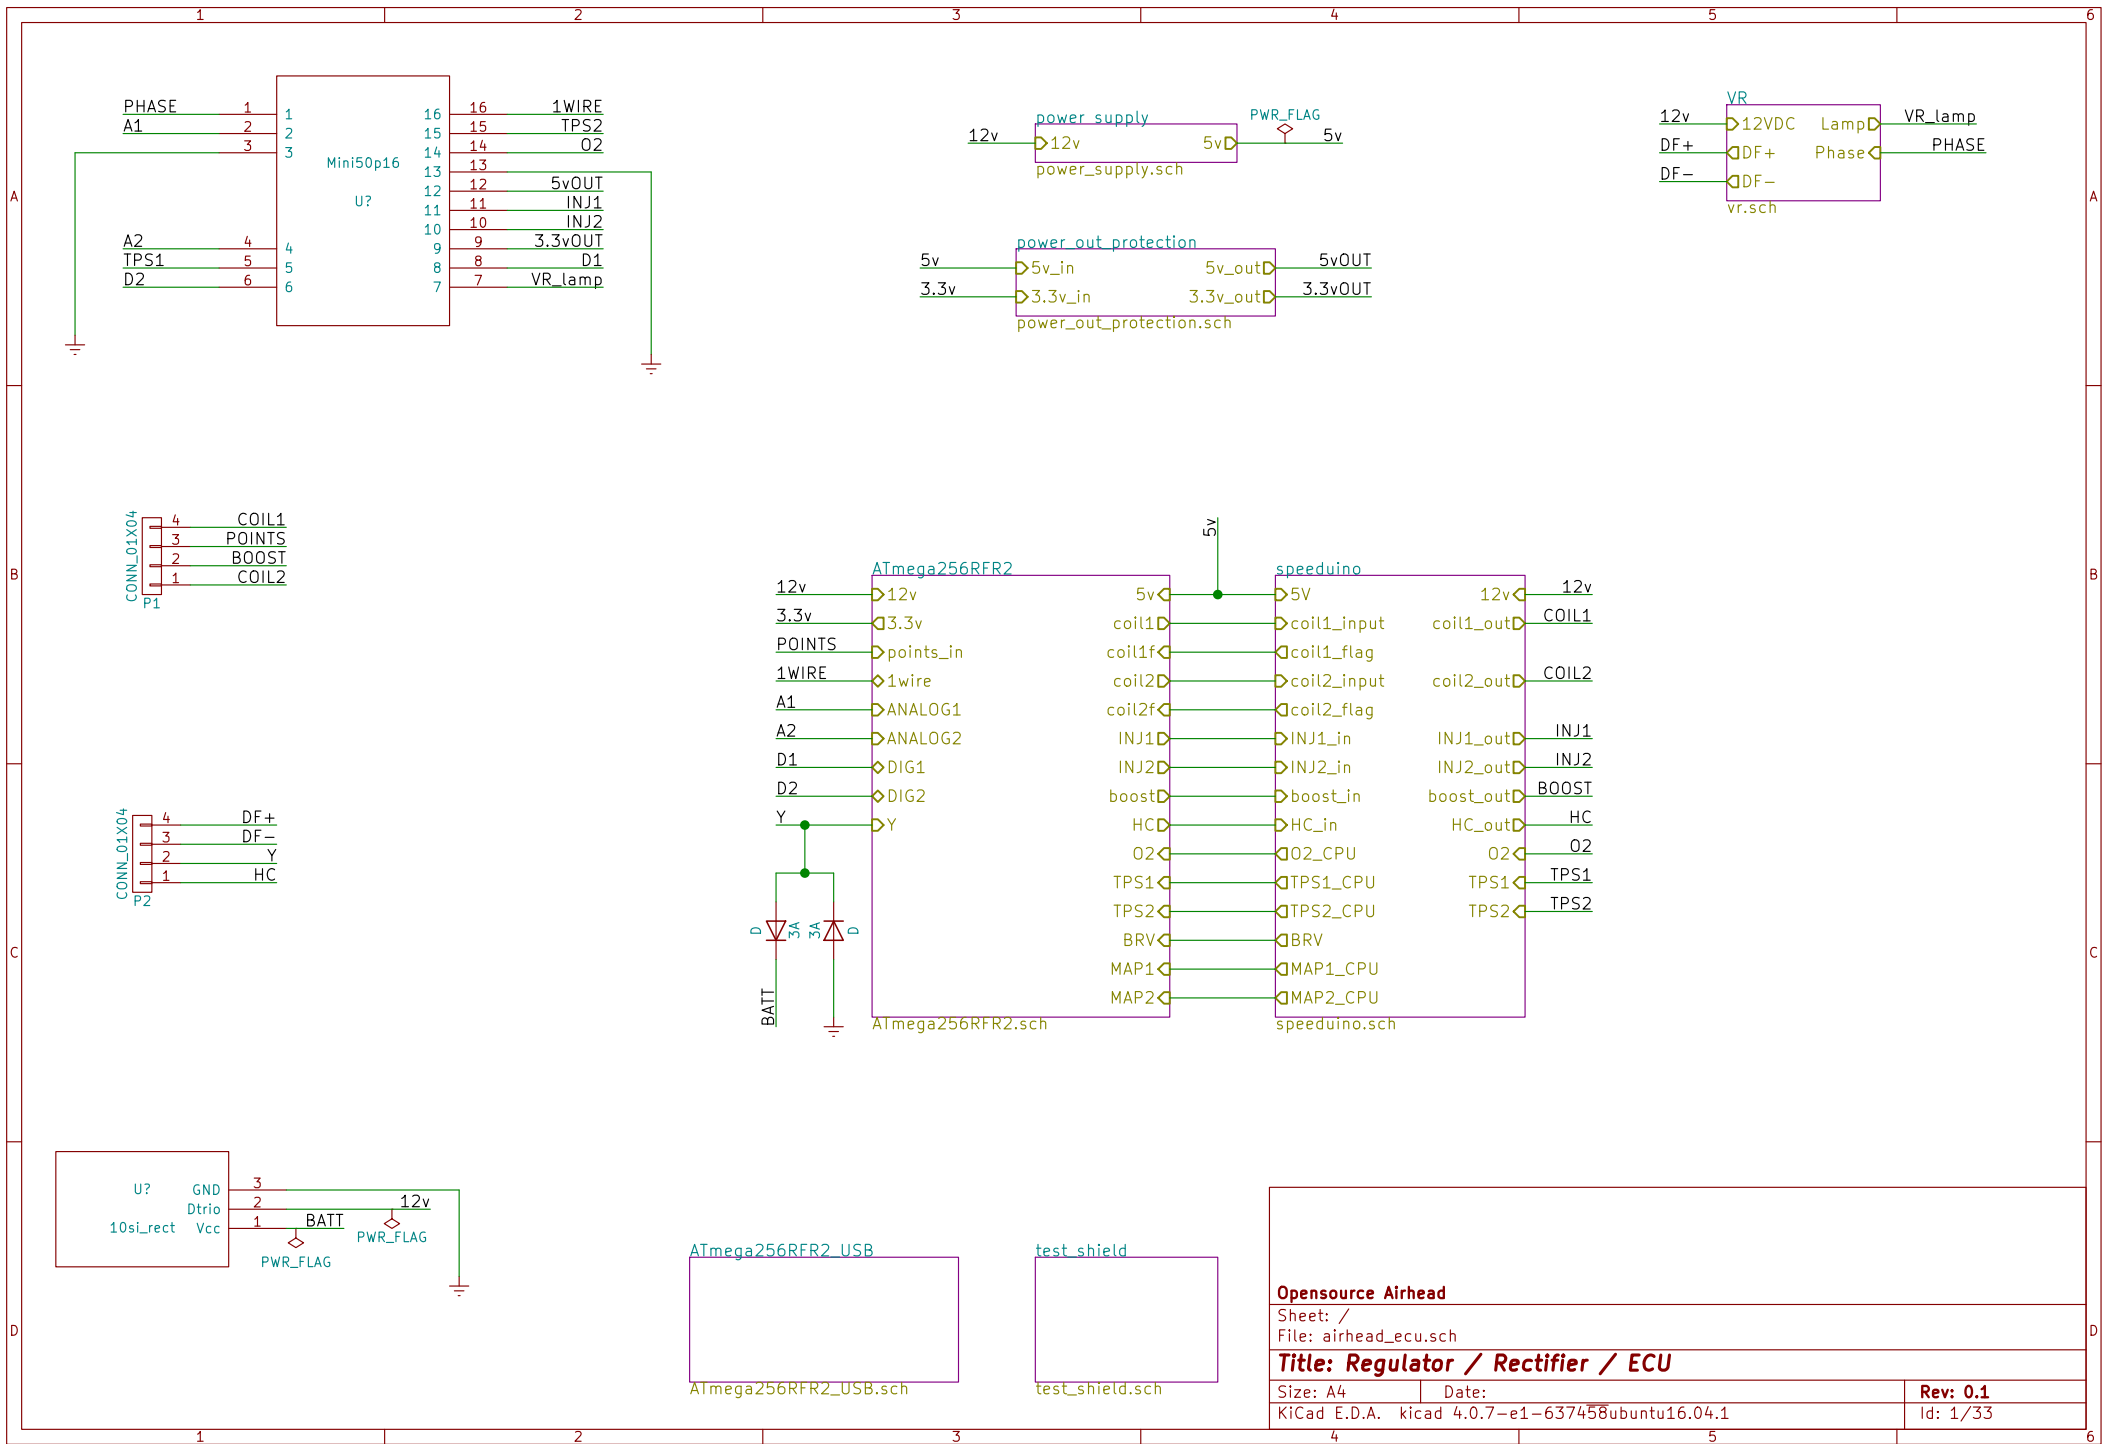 1 2 3 4 5 6
A
B
C
D
PHASE 1 1
A1 2 2
3 3
Mini50p16
U?
A2 4 4
TPS1 5 5
D2 6 6
16 16 1WIRE
15 15 TPS2
14 14 O2
13 13
12 12 5vOUT
11 11 INJ1
10 10 INJ2
9 9 3.3vOUT
8 8 D1
7 7 VR_lamp
power supply
PWR_FLAG
12v 12v 5v 5v
power_supply.sch
power_out_protection
5v 5v_in 5v_out 5vOUT
3.3v 3.3v_in 3.3v_out 3.3vOUT
power_out_protection.sch
VR
12v 12VDC Lamp VR_lamp
DF+ DF+ Phase PHASE
DF- DF-
vr.sch
CONN_01X04
4 COIL1
3 POINTS
2 BOOST
1 COIL2
P1
CONN_01X04
4 DF+
3 DF-
2 Y
1 HC
P2
5v
ATmega256RFR2
12v 12v 5v
3.3v 3.3v coil1
POINTS points_in coil1f
1WIRE 1wire coil2
A1 ANALOG1 coil2f
A2 ANALOG2 INJ1
D1 DIG1 INJ2
D2 DIG2 boost
Y Y HC
O2
TPS1
TPS2
BRV
MAP1
MAP2
ATmega256RFR2.sch
D 3A 3A D
BATT
speeduino
5V 12v 12v
coil1_input coil1_out COIL1
coil1_flag
coil2_input coil2_out COIL2
coil2_flag
INJ1_in INJ1_out INJ1
INJ2_in INJ2_out INJ2
boost_in boost_out BOOST
HC_in HC_out HC
O2_CPU O2 O2
TPS1_CPU TPS1 TPS1
TPS2_CPU TPS2 TPS2
BRV
MAP1_CPU
MAP2_CPU
speeduino.sch
U? GND 3
Dtrio 2 12v
10si_rect Vcc 1 BATT
PWR_FLAG
PWR_FLAG
ATmega256RFR2_USB
ATmega256RFR2_USB.sch
test_shield
test_shield.sch
Opensource Airhead
Sheet: /
File: airhead_ecu.sch
Title: Regulator / Rectifier / ECU
Size: A4 Date: Rev: 0.1
KiCad E.D.A. kicad 4.0.7-e1-637458ubuntu16.04.1 Id: 1/33
A
B
C
D
1 2 3 4 5 6